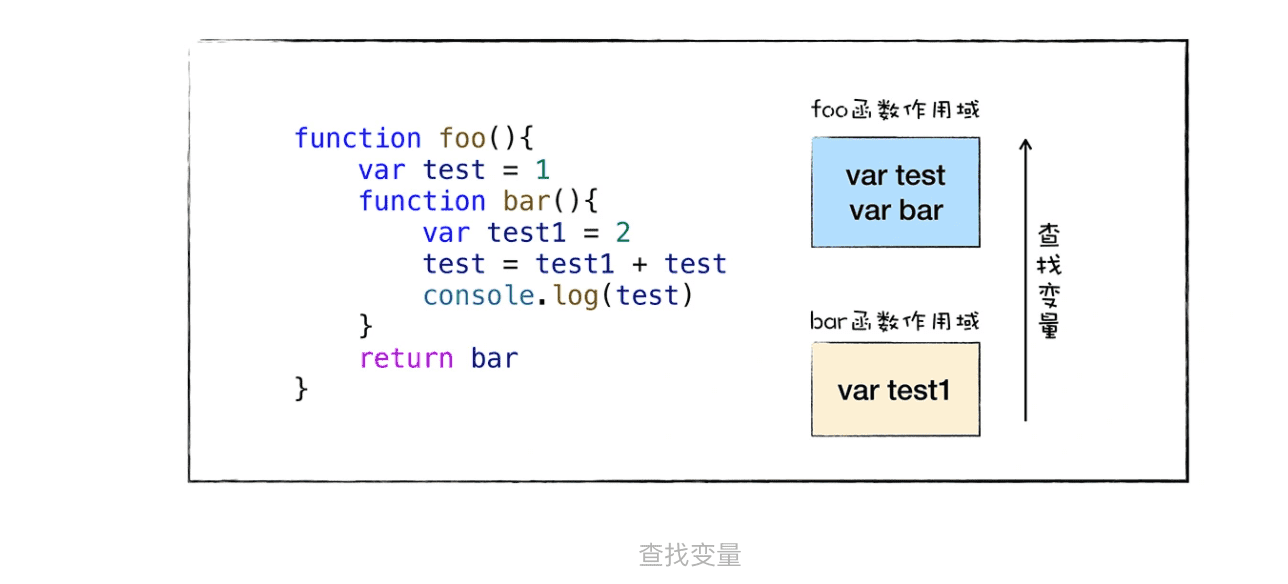 function foo(){
    var test = 1
    function bar(){
        var test1 = 2
        test = test1 + test
        console.log(test)
    }
    return bar
}
foo函数作用域
var test
var bar
bar函数作用域
var test1
查找变量
查找变量